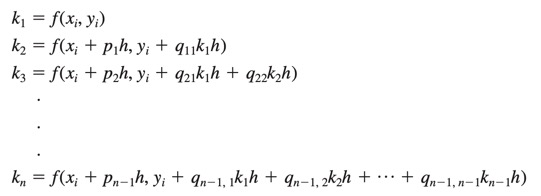 k₁ = f(xᵢ, yᵢ)
k₂ = f(xᵢ + p₁h, yᵢ + q₁₁k₁h)
k₃ = f(xᵢ + p₂h, yᵢ + q₂₁k₁h + q₂₂k₂h)
.
.
.
kₙ = f(xᵢ + pₙ₋₁h, yᵢ + qₙ₋₁, ₁k₁h + qₙ₋₁, ₂k₂h + ⋯ + qₙ₋₁, ₙ₋₁kₙ₋₁h)